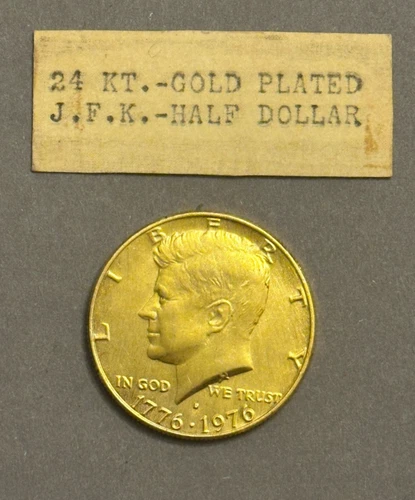 24 KT.-GOLD PLATED
J.F.K.-HALF DOLLAR
LIBERTY
IN GOD WE TRUST
1776·1976